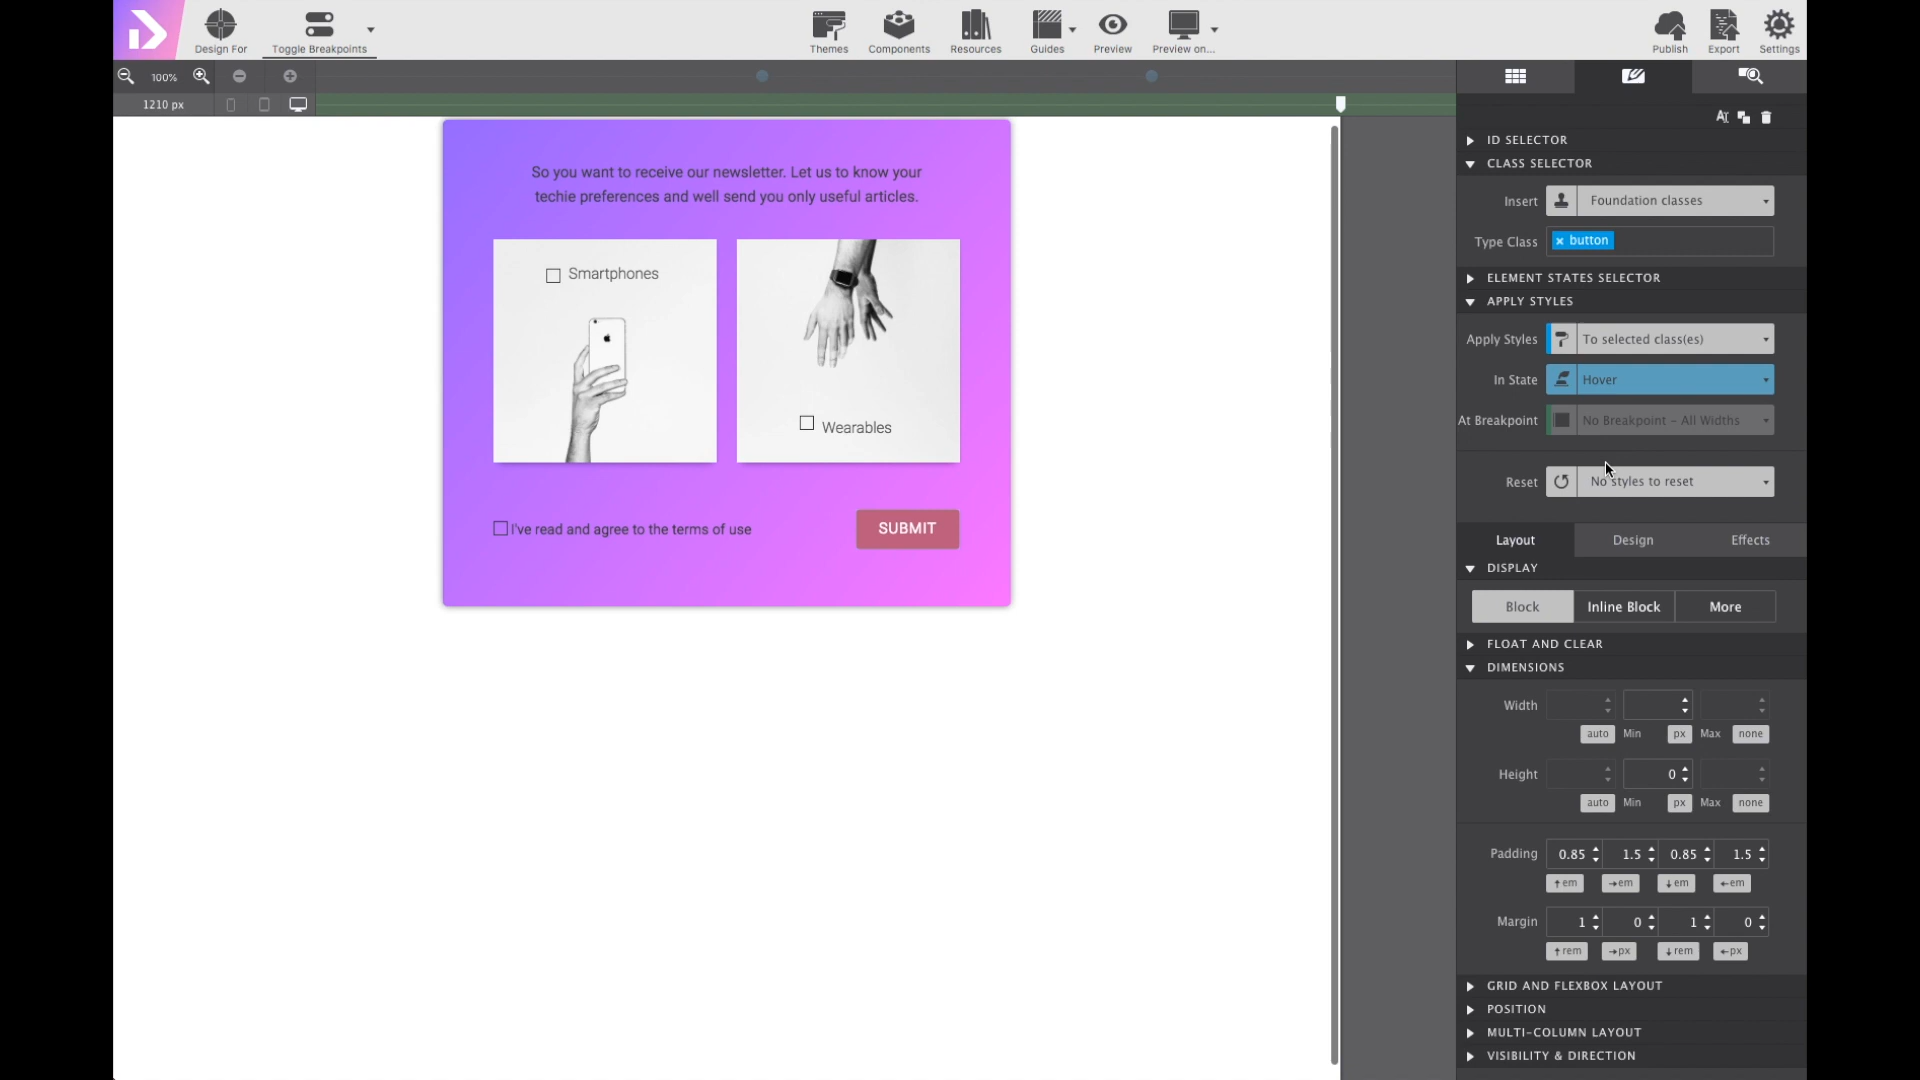 Design For
Toggle Breakpoints
Themes
Components
Resources
Guides
Preview
Preview on...
Publish
Export
Settings
100%
1210 px
ID SELECTOR
CLASS SELECTOR
Insert
Foundation classes
Type Class
× button
ELEMENT STATES SELECTOR
APPLY STYLES
Apply Styles
To selected class(es)
In State
Hover
At Breakpoint
No Breakpoint – All Widths
Reset
No styles to reset
Layout
Design
Effects
DISPLAY
Block
Inline Block
More
FLOAT AND CLEAR
DIMENSIONS
Width
auto Min px Max none
Height
0
auto Min px Max none
Padding
0.85 1.5 0.85 1.5
↑em →em ↓em ←em
Margin
1 0 1 0
↑rem →px ↓rem ←px
GRID AND FLEXBOX LAYOUT
POSITION
MULTI-COLUMN LAYOUT
VISIBILITY & DIRECTION
So you want to receive our newsletter. Let us to know your
techie preferences and well send you only useful articles.
Smartphones
Wearables
I've read and agree to the terms of use
SUBMIT